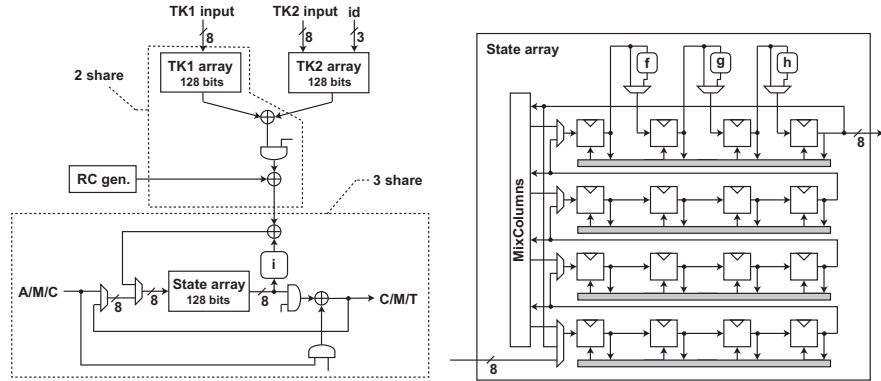 TK1 input
TK2 input
id
8
8
3
TK1 array
128 bits
TK2 array
128 bits
2 share
RC gen.
3 share
i
A/M/C
8
8
State array
128 bits
8
C/M/T
State array
f
g
h
8
MixColumns
8